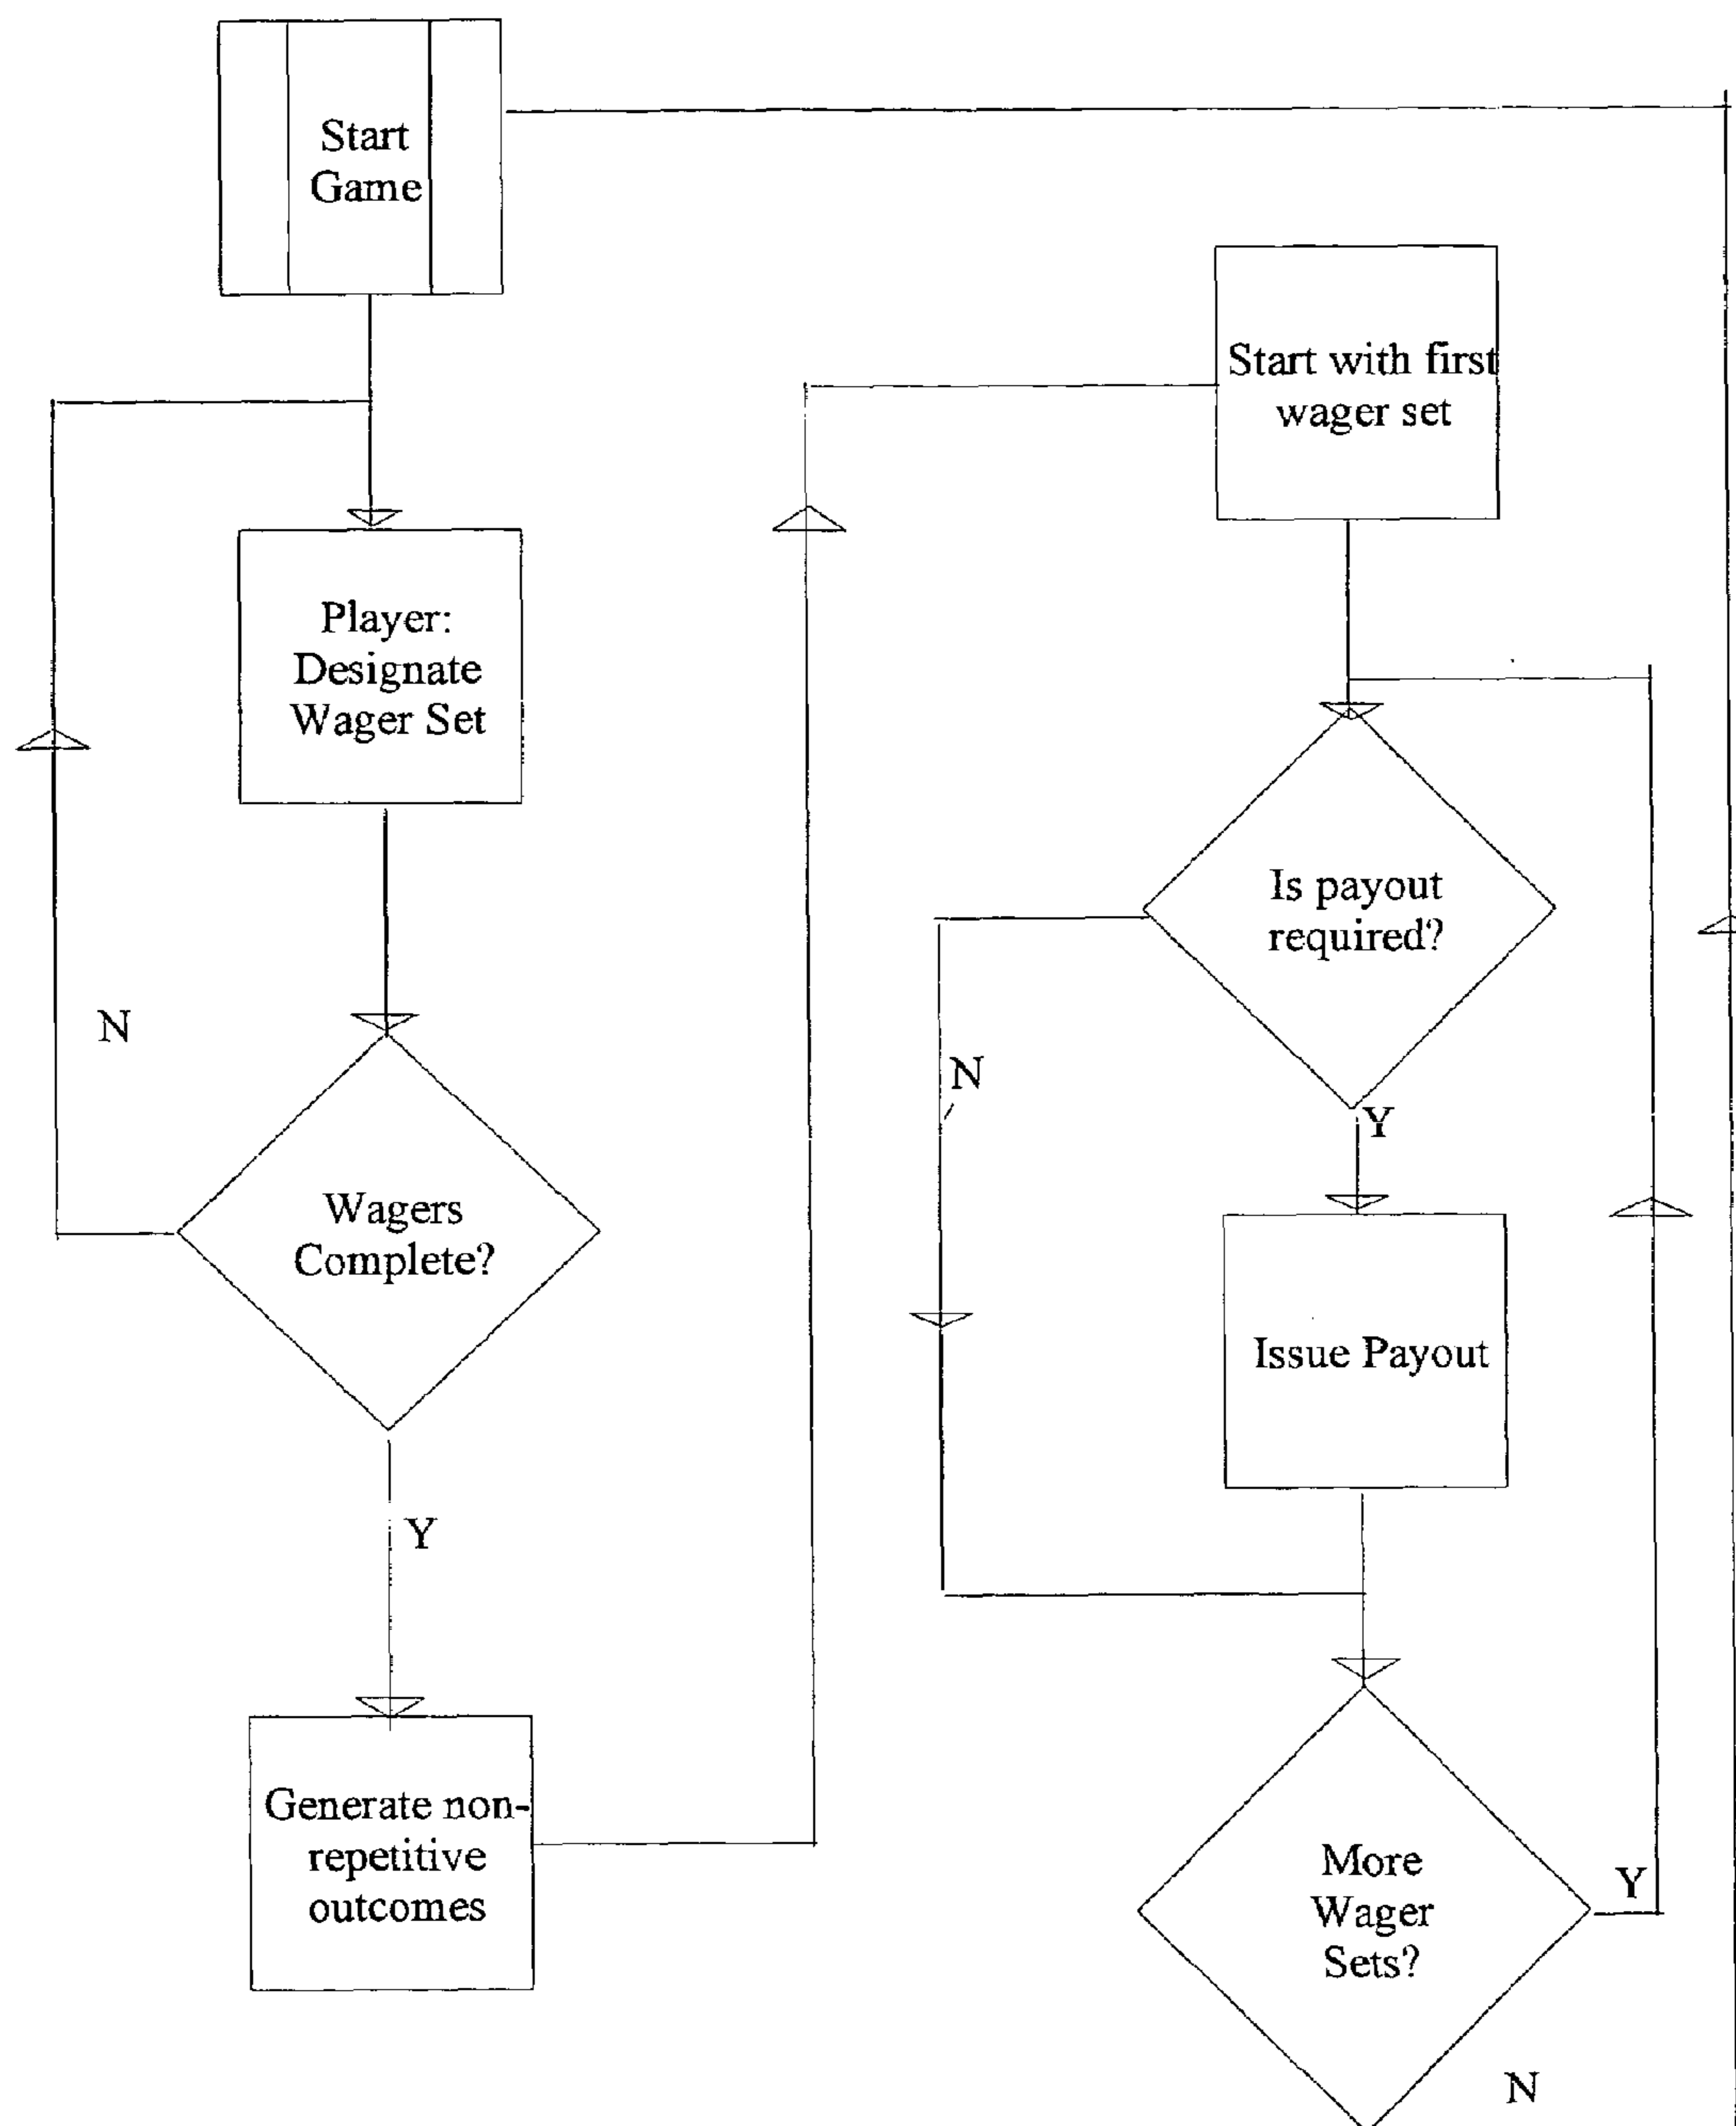 Start
Game
Player:
Designate
Wager Set
N
Wagers
Complete?
Y
Generate non-
repetitive
outcomes
Start with first
wager set
Is payout
required?
N
Y
Issue Payout
More
Wager
Sets?
Y
N